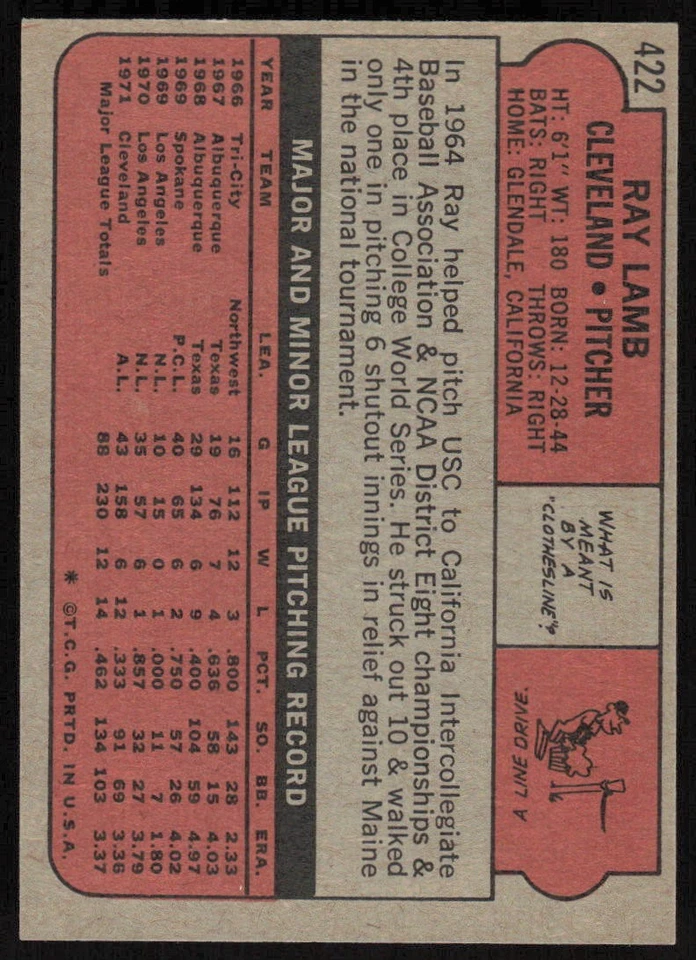 422
RAY LAMB
CLEVELAND • PITCHER
HT: 6'1" WT: 180 BORN: 12-28-44
BATS: RIGHT THROWS: RIGHT
HOME: GLENDALE, CALIFORNIA
WHAT IS
MEANT
BY A
"CLOTHESLINE"?
A LINE DRIVE.
In 1964 Ray helped pitch USC to California Intercollegiate
Baseball Association & NCAA District Eight championships &
4th place in College World Series. He struck out 10 & walked
only one in pitching 6 shutout innings in relief against Maine
in the national tournament.
MAJOR AND MINOR LEAGUE PITCHING RECORD
YEAR TEAM LEA. G IP W L PCT. SO. BB. ERA.
1966 Tri-City Northwest 16 112 12 3 .800 143 28 2.33
1967 Albuquerque Texas 19 76 7 4 .636 58 15 4.03
1968 Albuquerque Texas 29 134 6 9 .400 104 59 4.97
1969 Spokane P.C.L. 40 65 6 2 .750 57 26 4.02
1969 Los Angeles N.L. 10 15 0 1 .000 11 7 1.80
1970 Los Angeles N.L. 35 57 6 1 .857 32 27 3.79
1971 Cleveland A.L. 43 158 6 12 .333 91 69 3.36
Major League Totals 88 230 12 14 .462 134 103 3.37
* ©T.C.G. PRTD. IN U.S.A.